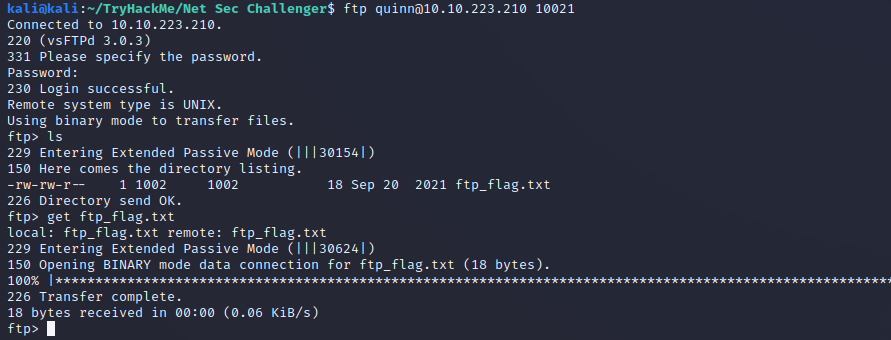 kali@kali:~/TryHackMe/Net Sec Challenger$ ftp quinn@10.10.223.210 10021
Connected to 10.10.223.210.
220 (vsFTPd 3.0.3)
331 Please specify the password.
Password:
230 Login successful.
Remote system type is UNIX.
Using binary mode to transfer files.
ftp> ls
229 Entering Extended Passive Mode (|||30154|)
150 Here comes the directory listing.
-rw-rw-r--    1 1002     1002           18 Sep 20  2021 ftp_flag.txt
226 Directory send OK.
ftp> get ftp_flag.txt
local: ftp_flag.txt remote: ftp_flag.txt
229 Entering Extended Passive Mode (|||30624|)
150 Opening BINARY mode data connection for ftp_flag.txt (18 bytes).
100% |*********************************************************************************************************
226 Transfer complete.
18 bytes received in 00:00 (0.06 KiB/s)
ftp>